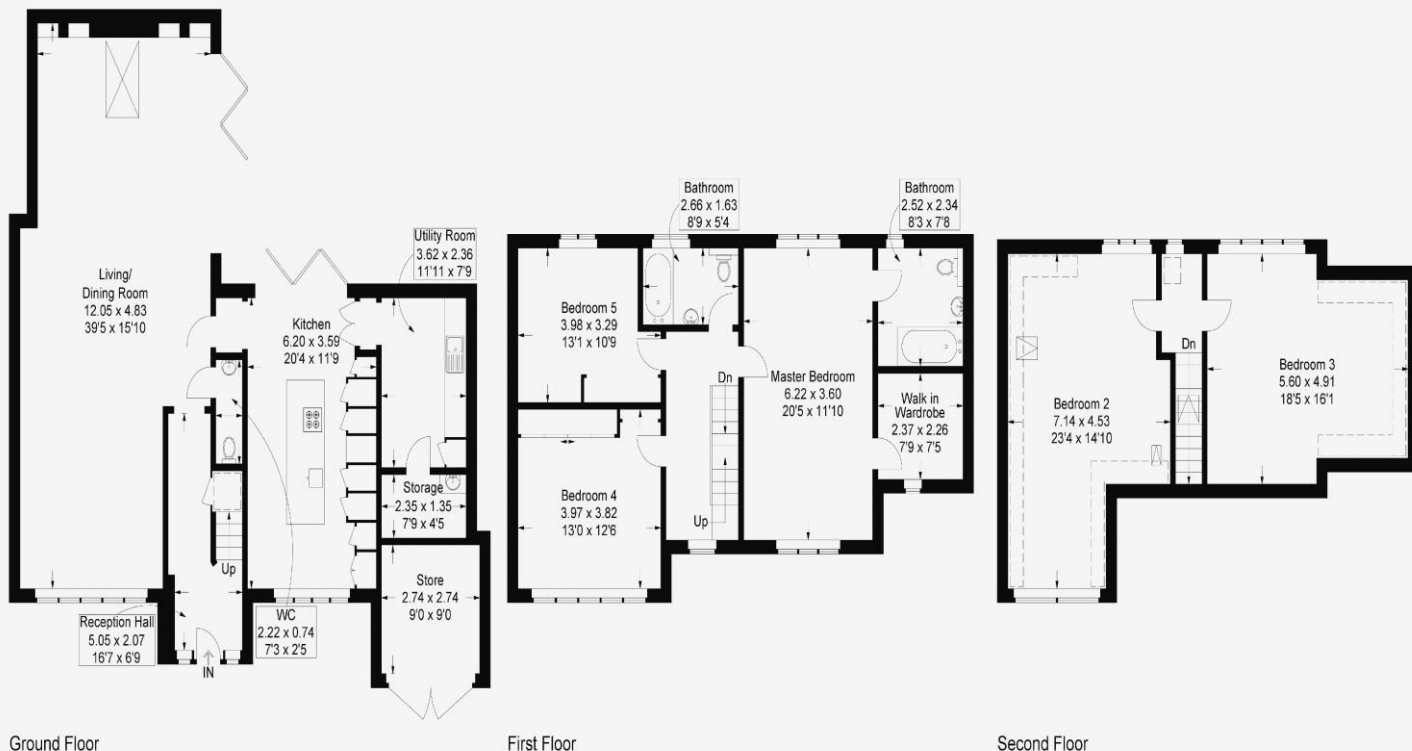 Living/
Dining Room
12.05 x 4.83
39'5 x 15'10
Kitchen
6.20 x 3.59
20'4 x 11'9
Utility Room
3.62 x 2.36
11'11 x 7'9
Storage
2.35 x 1.35
7'9 x 4'5
Store
2.74 x 2.74
9'0 x 9'0
Up
Reception Hall
5.05 x 2.07
16'7 x 6'9
IN
WC
2.22 x 0.74
7'3 x 2'5
Ground Floor
Bathroom
2.66 x 1.63
8'9 x 5'4
Bathroom
2.52 x 2.34
8'3 x 7'8
Bedroom 5
3.98 x 3.29
13'1 x 10'9
Dn
Master Bedroom
6.22 x 3.60
20'5 x 11'10
Walk in
Wardrobe
2.37 x 2.26
7'9 x 7'5
Bedroom 4
3.97 x 3.82
13'0 x 12'6
Up
First Floor
Dn
Bedroom 2
7.14 x 4.53
23'4 x 14'10
Bedroom 3
5.60 x 4.91
18'5 x 16'1
Second Floor